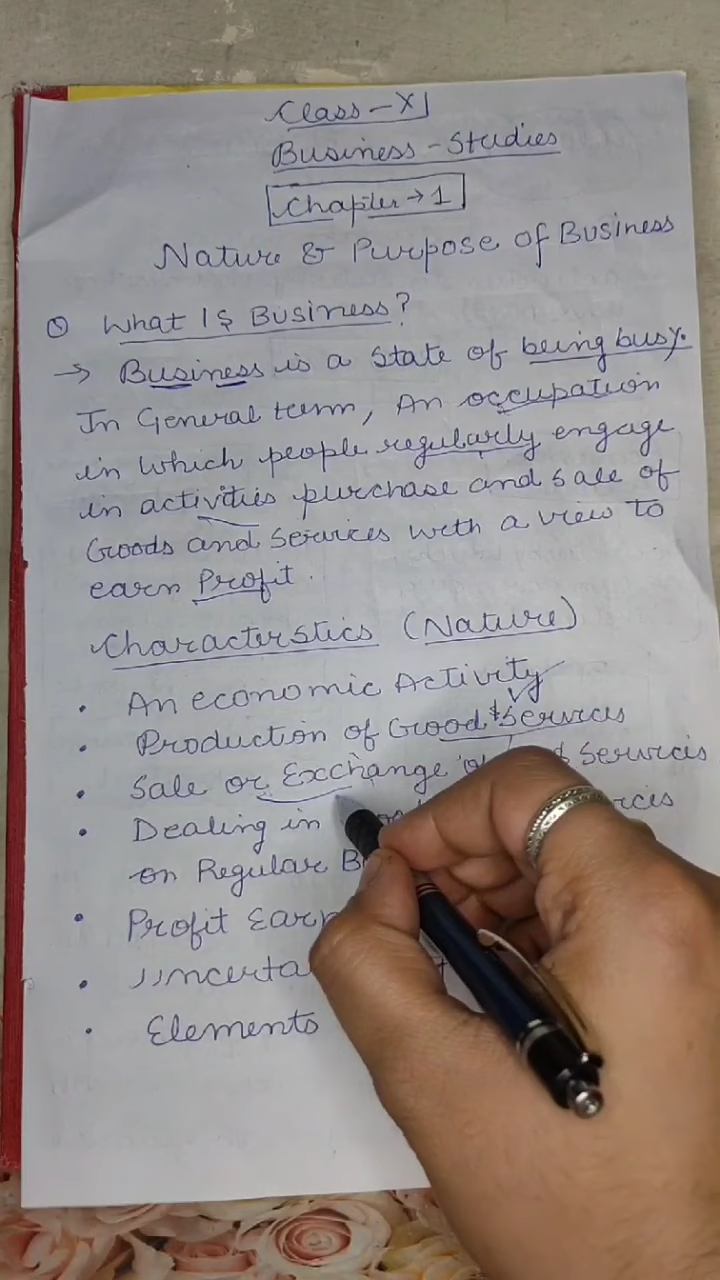 Class - XI
Business - Studies
Chapter → 1
Nature & Purpose of Business
Q What Is Business?
→ Business is a state of being busy.
In General term, An occupation
in which people regularly engage
in activities purchase and sale of
Goods and Services with a view to
earn Profit.
Characterstics (Nature)
• An economic Activity
• Production of Good & Services
• Sale or Exchange Services
• Dealing in
on Regular
• Profit Earn
•
• Elements